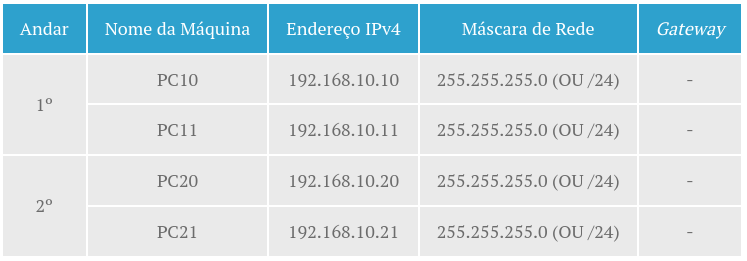 Andar Nome da Máquina Endereço IPv4 Máscara de Rede Gateway
1º
PC10 192.168.10.10 255.255.255.0 (OU /24) -
PC11 192.168.10.11 255.255.255.0 (OU /24) -
2º
PC20 192.168.10.20 255.255.255.0 (OU /24) -
PC21 192.168.10.21 255.255.255.0 (OU /24) -